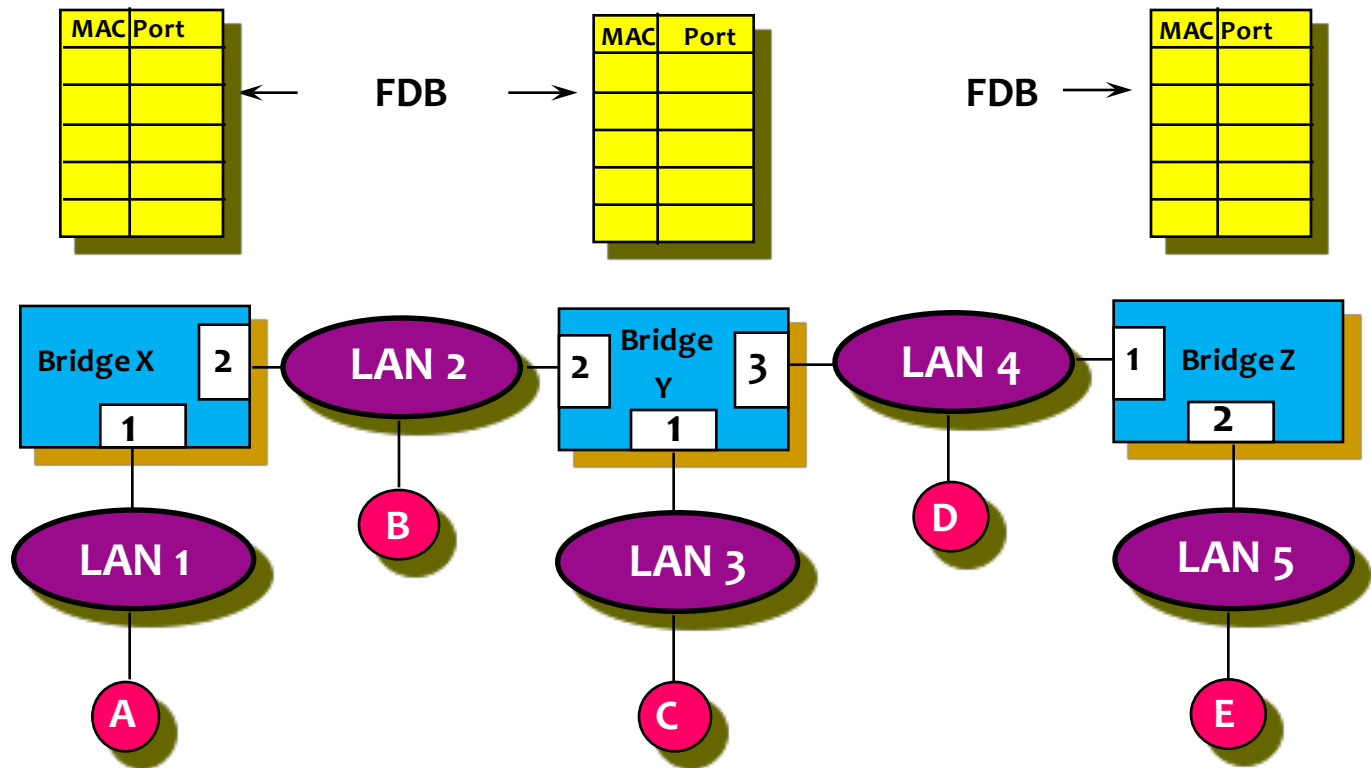 MAC Port
MAC Port
MAC Port
FDB
FDB
Bridge X
2
1
LAN 2
2
Bridge
Y
3
1
LAN 4
1
Bridge Z
2
B
D
LAN 1
LAN 3
LAN 5
A
C
E